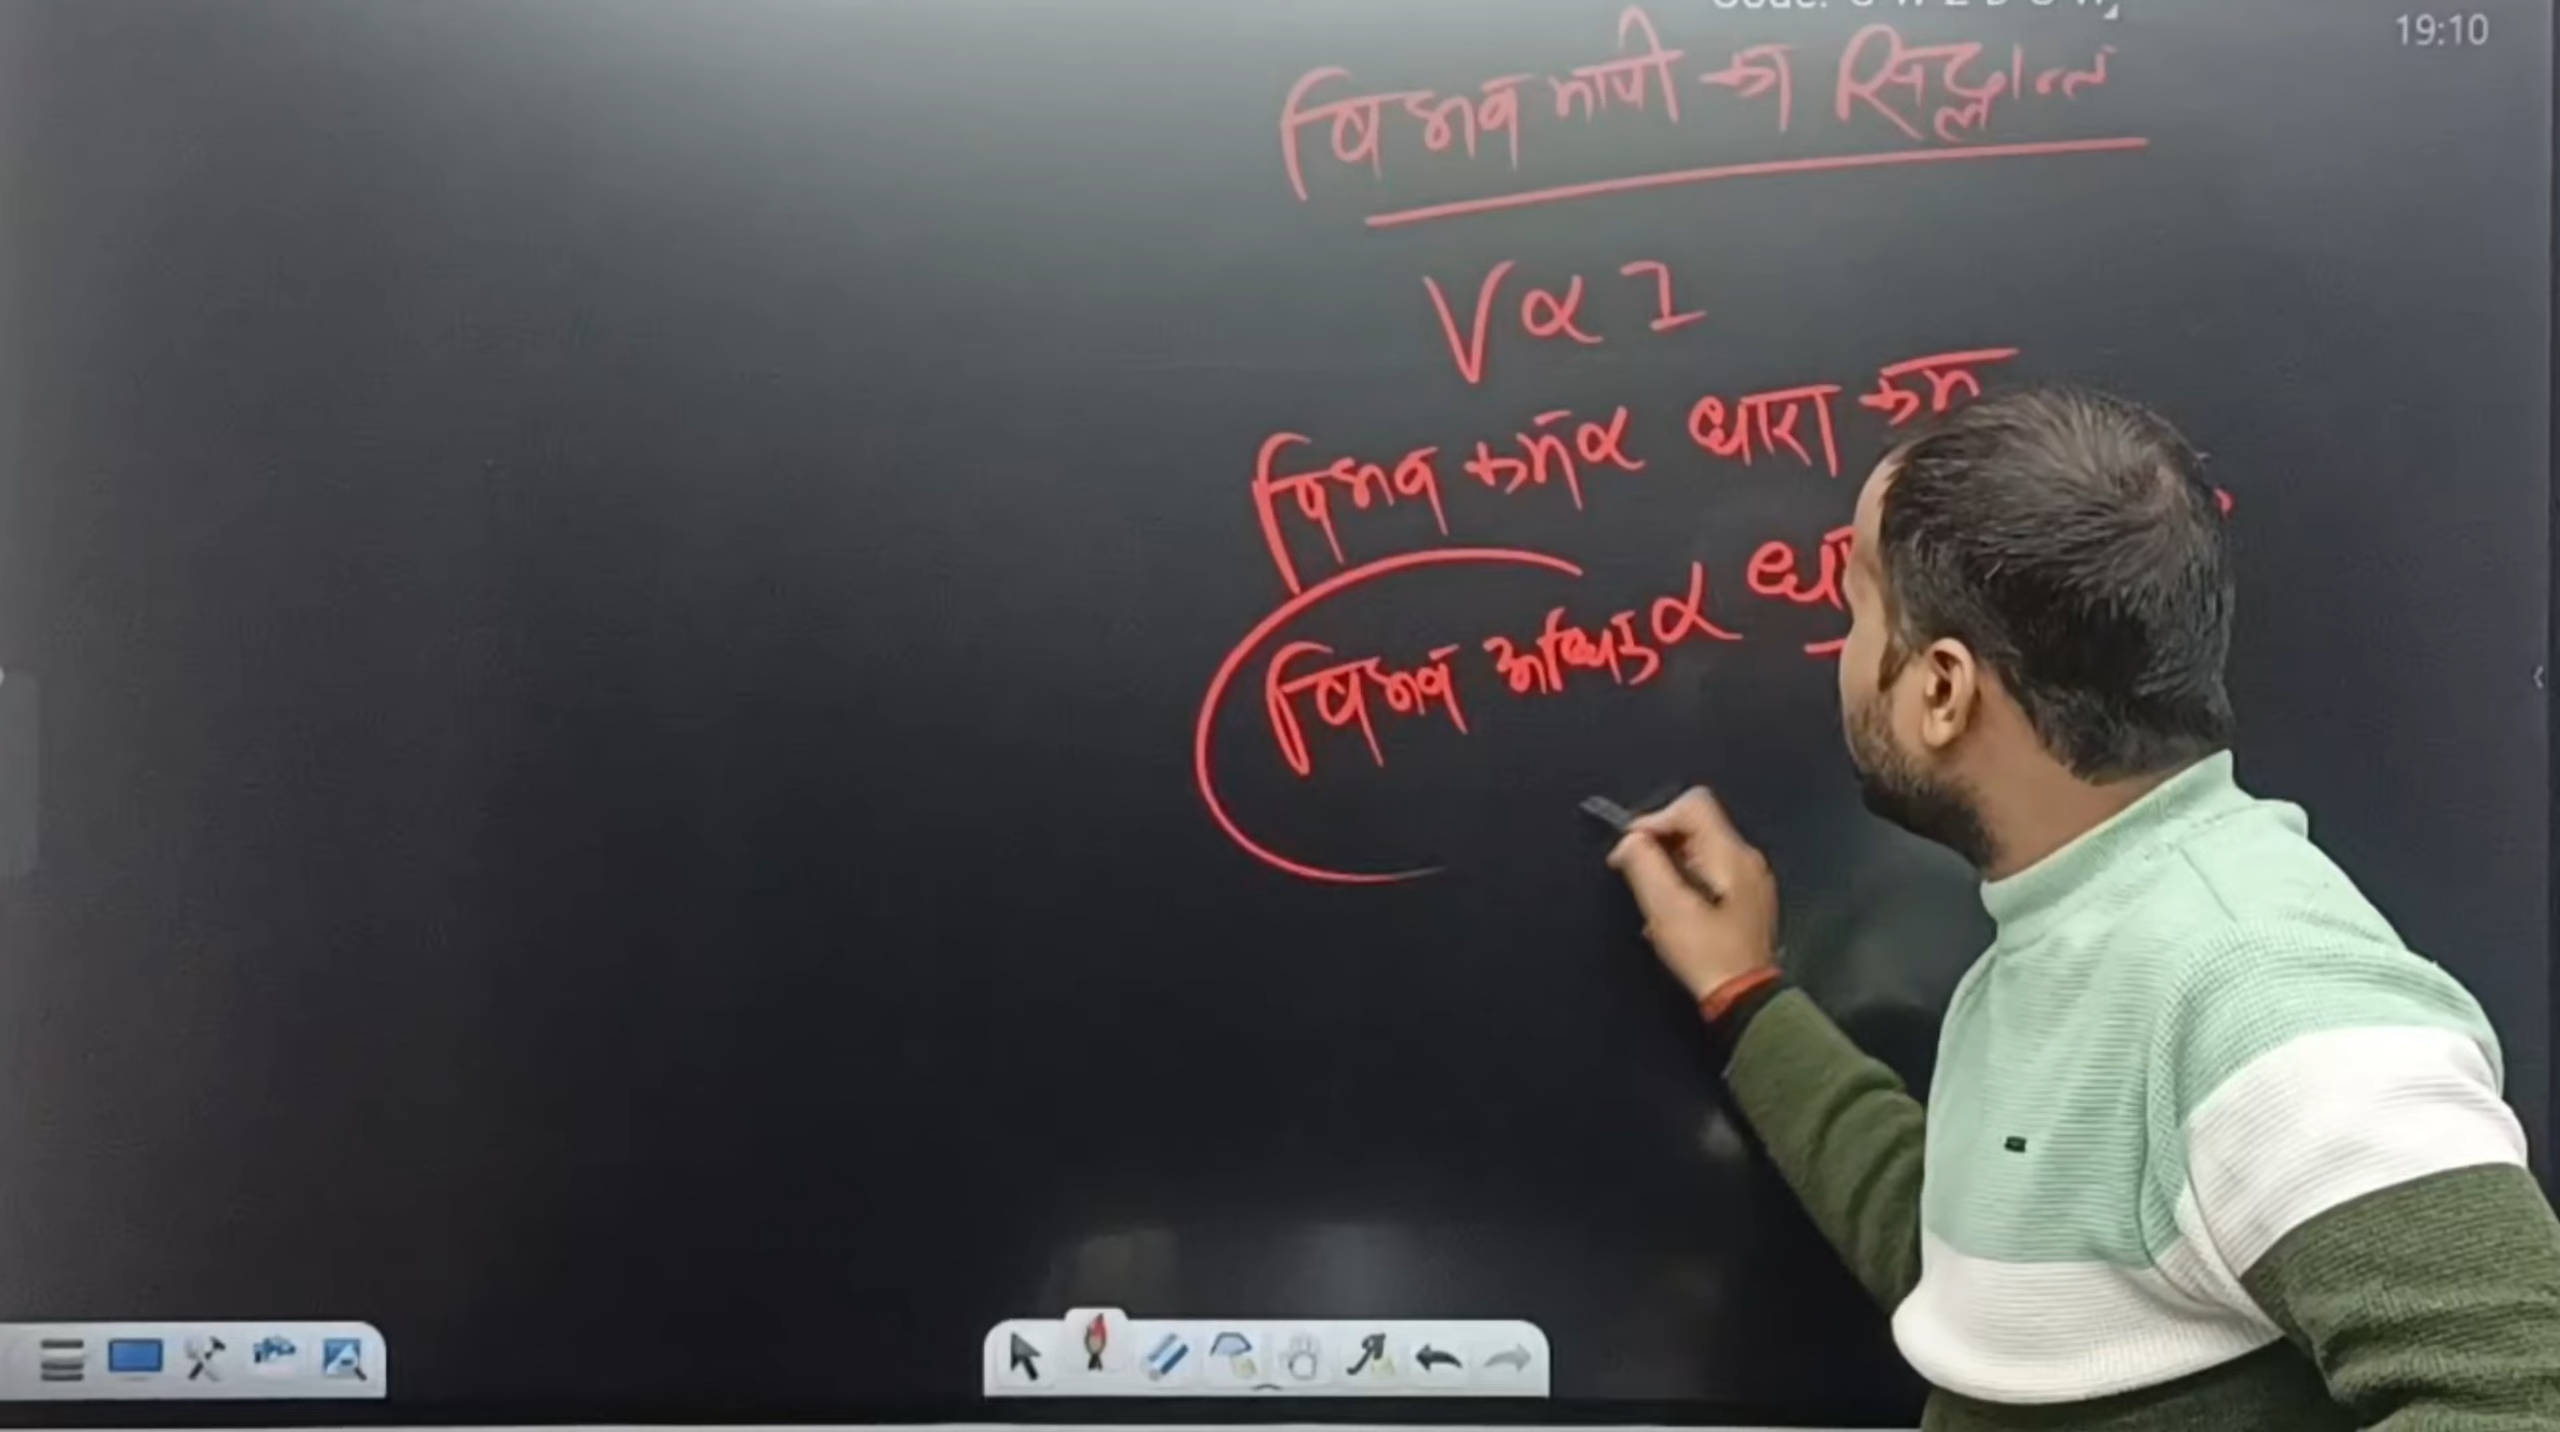 19:10
विभव मापी का सिद्धान्त
V ∝ I
विभव कम ∝ धारा कम
विभव अधिक ∝